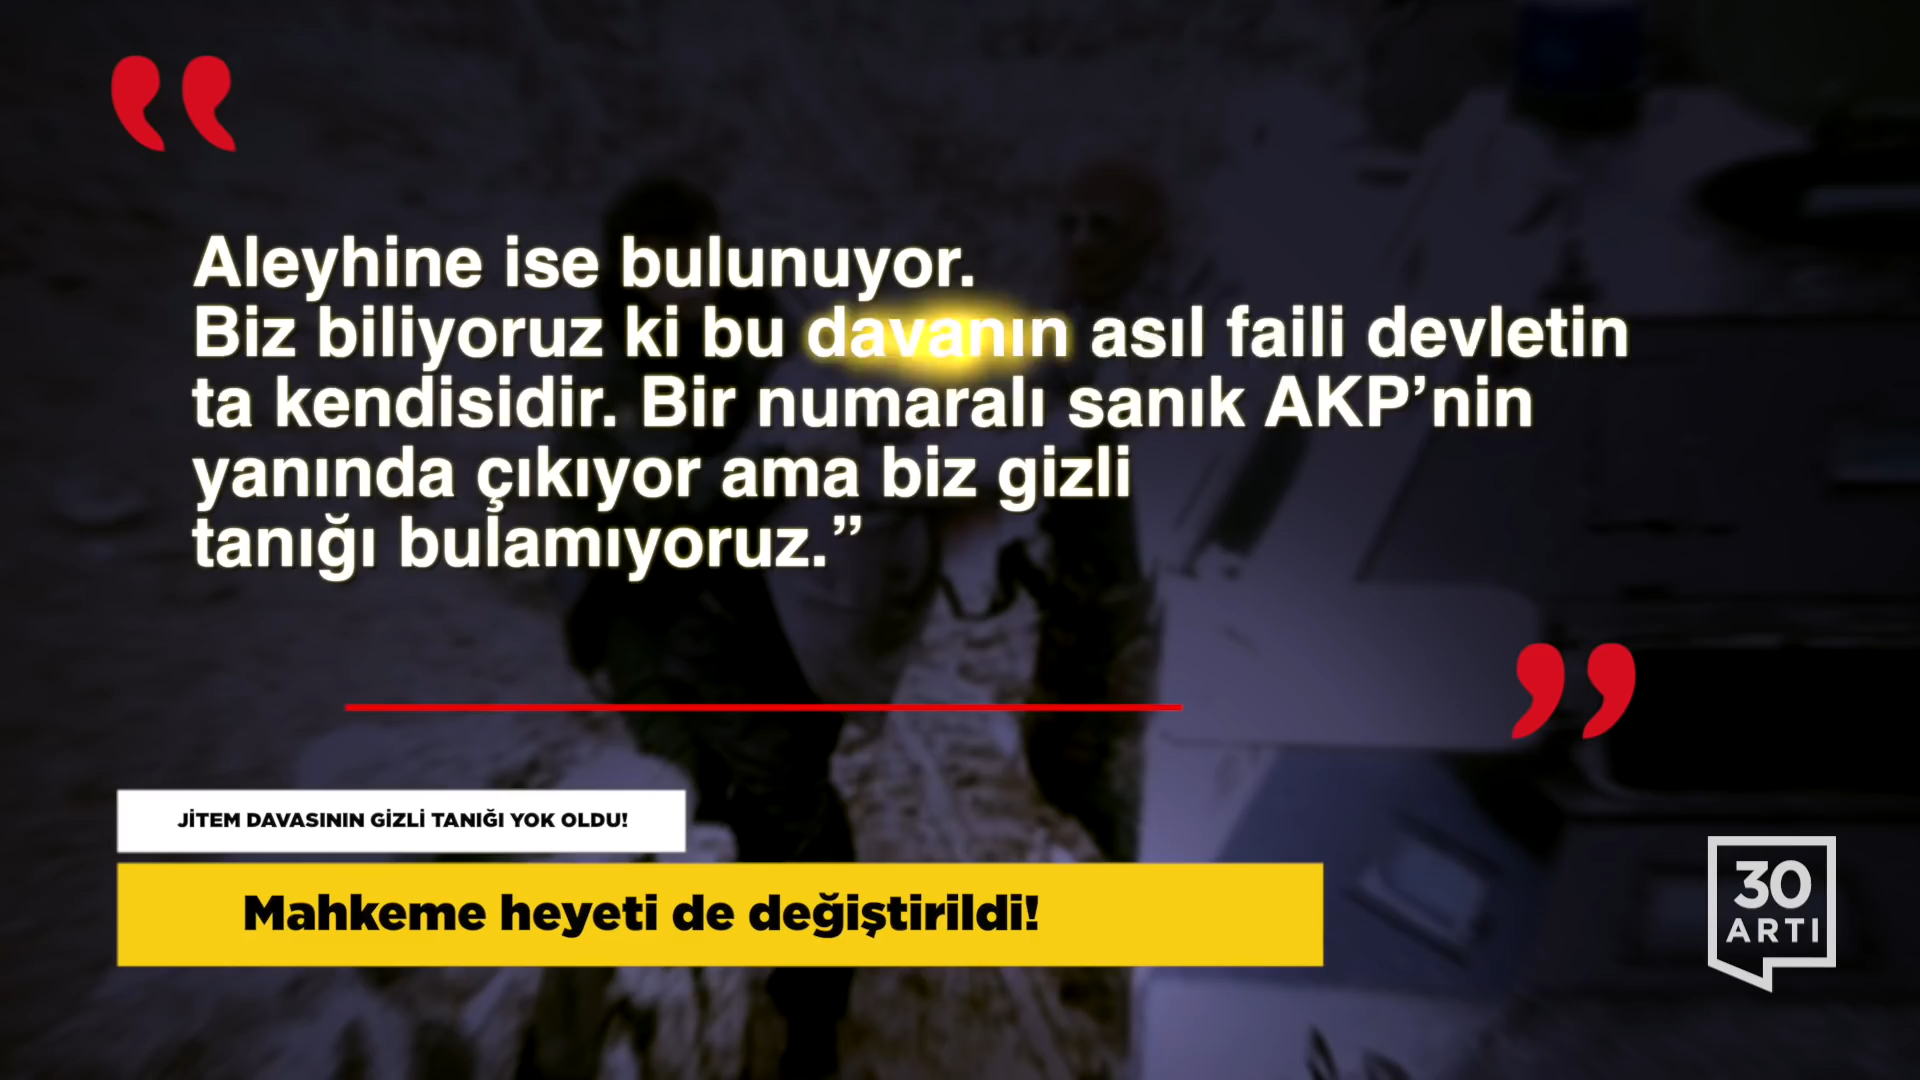 Aleyhine ise bulunuyor.
Biz biliyoruz ki bu davanın asıl faili devletin
ta kendisidir. Bir numaralı sanık AKP’nin
yanında çıkıyor ama biz gizli
tanığı bulamıyoruz.”
JİTEM DAVASININ GİZLİ TANIĞI YOK OLDU!
Mahkeme heyeti de değiştirildi!
30
ARTI